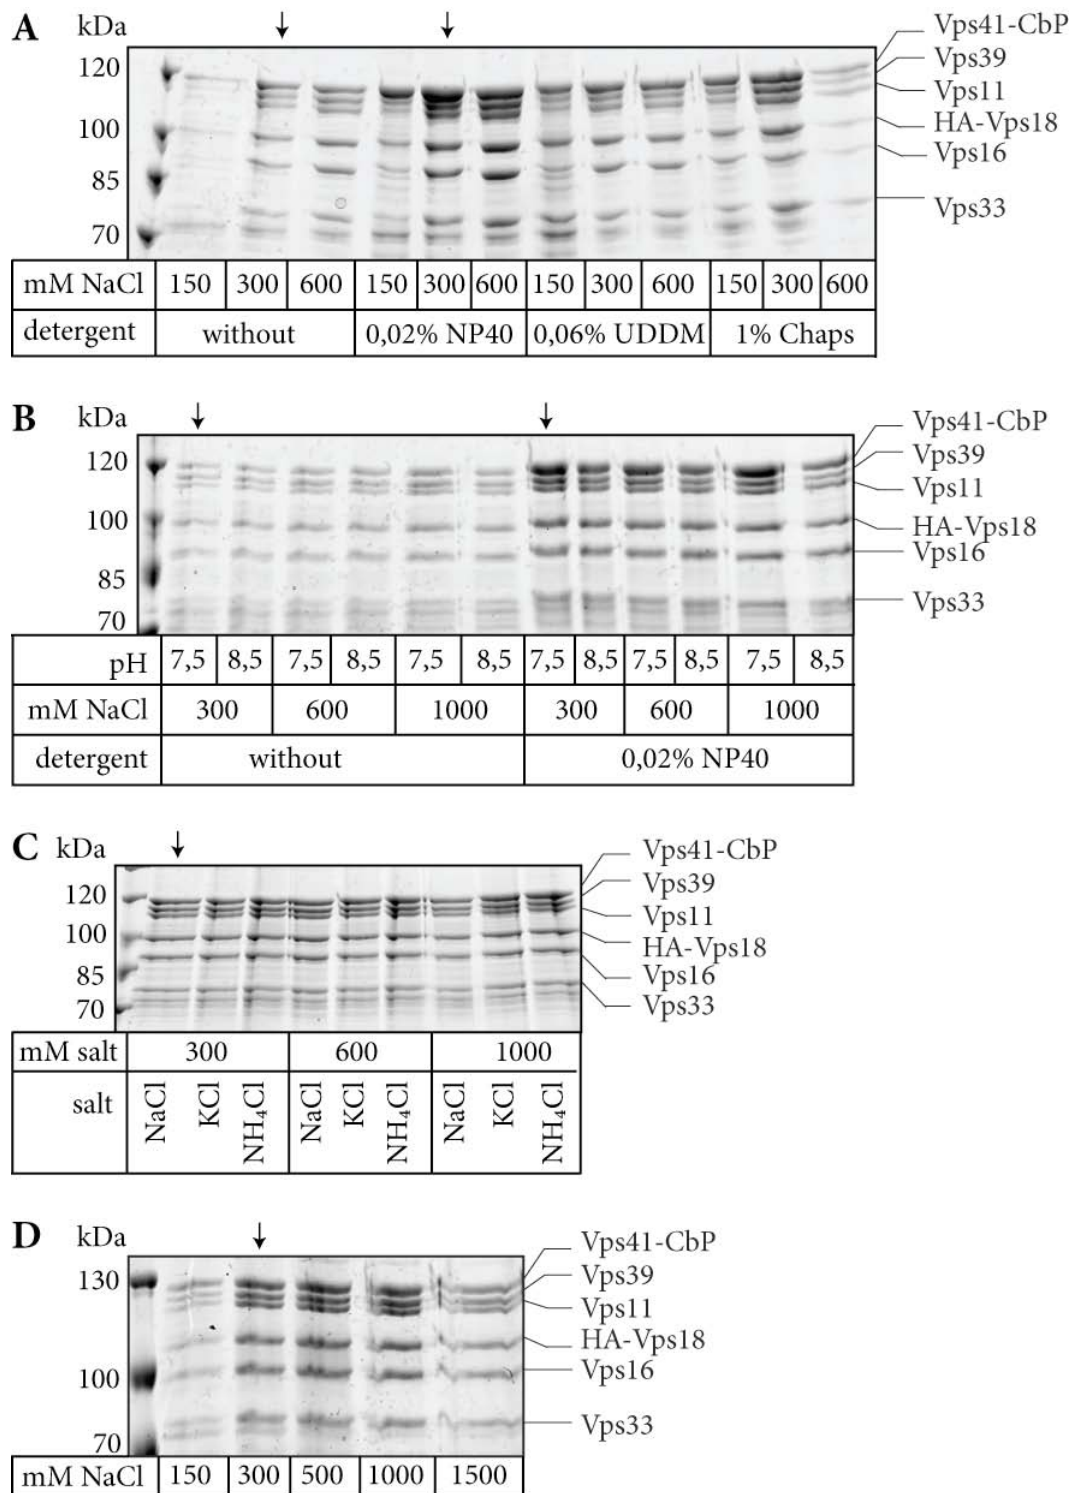 A kDa
Vps41-CbP
Vps39
Vps11
HA-Vps18
Vps16
Vps33
120
100
85
70
mM NaCl 150 300 600 150 300 600 150 300 600 150 300 600
detergent without 0,02% NP40 0,06% UDDM 1% Chaps
B kDa
Vps41-CbP
Vps39
Vps11
HA-Vps18
Vps16
Vps33
120
100
85
70
pH 7,5 8,5 7,5 8,5 7,5 8,5 7,5 8,5 7,5 8,5 7,5 8,5
mM NaCl 300 600 1000 300 600 1000
detergent without 0,02% NP40
C kDa
Vps41-CbP
Vps39
Vps11
HA-Vps18
Vps16
Vps33
120
100
85
70
mM salt 300 600 1000
salt NaCl KCl NH₄Cl NaCl KCl NH₄Cl NaCl KCl NH₄Cl
D kDa
Vps41-CbP
Vps39
Vps11
HA-Vps18
Vps16
Vps33
130
100
70
mM NaCl 150 300 500 1000 1500